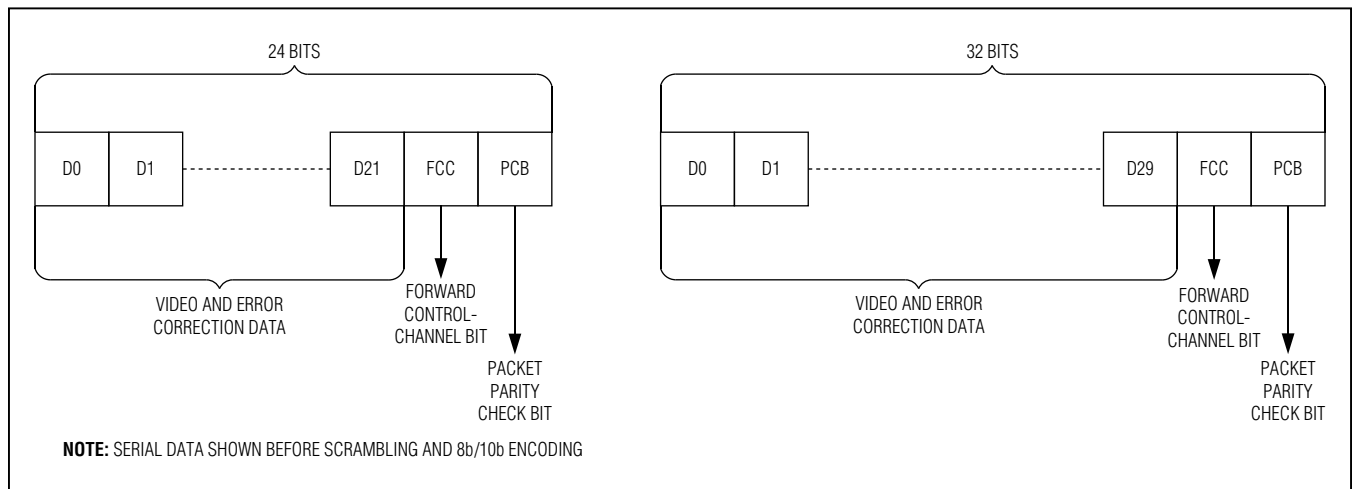 24 BITS
D0 D1 D21 FCC PCB
VIDEO AND ERROR
CORRECTION DATA
FORWARD
CONTROL-
CHANNEL BIT
PACKET
PARITY
CHECK BIT
32 BITS
D0 D1 D29 FCC PCB
VIDEO AND ERROR
CORRECTION DATA
FORWARD
CONTROL-
CHANNEL BIT
PACKET
PARITY
CHECK BIT
NOTE: SERIAL DATA SHOWN BEFORE SCRAMBLING AND 8b/10b ENCODING